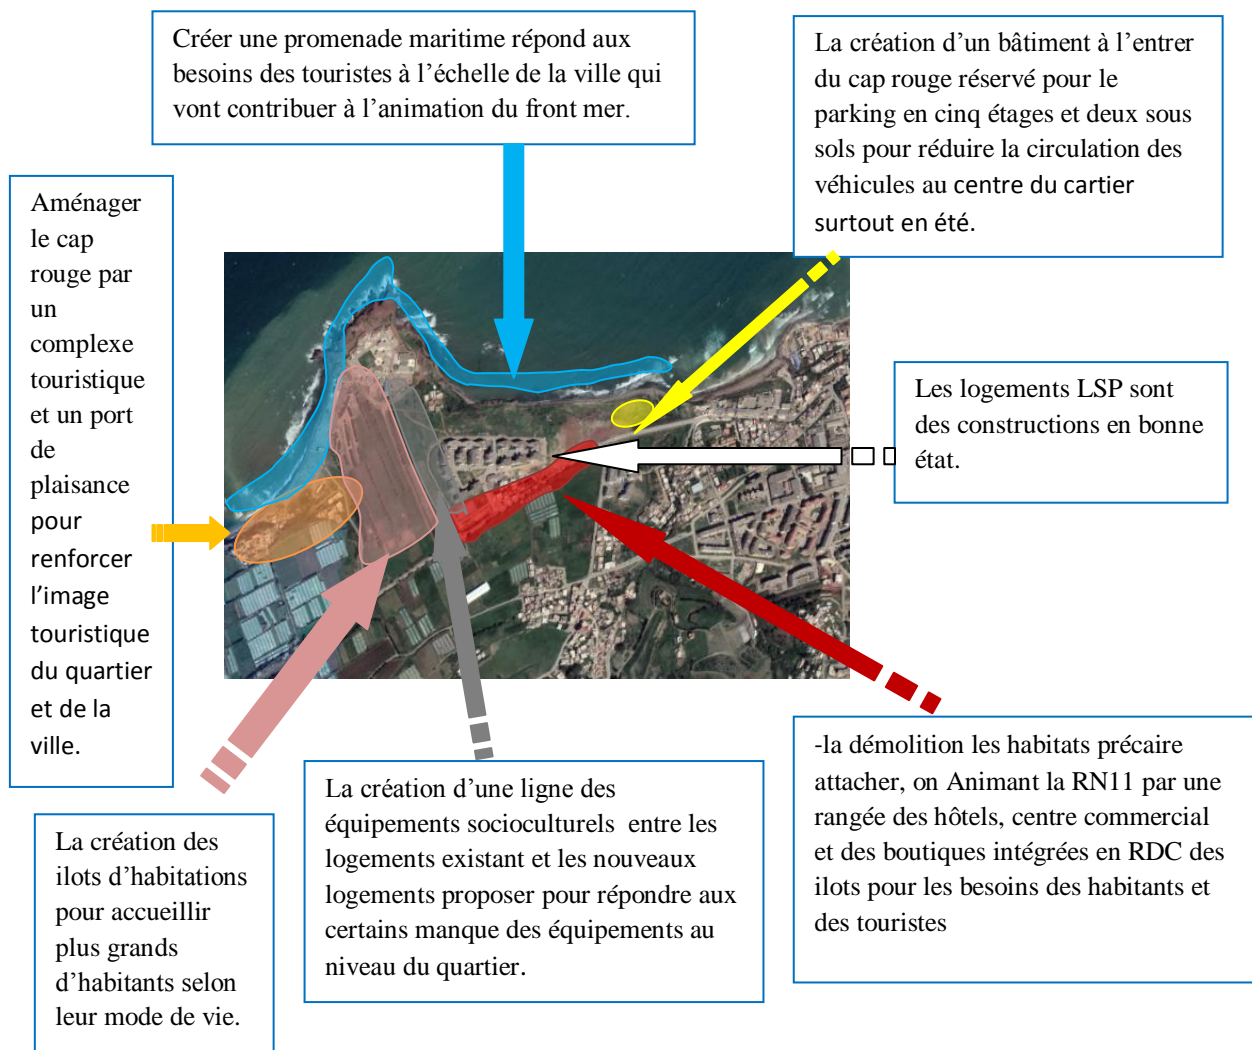 Créer une promenade maritime répond aux
besoins des touristes à l’échelle de la ville qui
vont contribuer à l’animation du front mer.
La création d’un bâtiment à l’entrer
du cap rouge réservé pour le
parking en cinq étages et deux sous
sols pour réduire la circulation des
véhicules au centre du cartier
surtout en été.
Aménager
le cap
rouge par
un
complexe
touristique
et un port
de
plaisance
pour
renforcer
l’image
touristique
du quartier
et de la
ville.
Les logements LSP sont
des constructions en bonne
état.
La création des
ilots d’habitations
pour accueillir
plus grands
d’habitants selon
leur mode de vie.
La création d’une ligne des
équipements socioculturels entre les
logements existant et les nouveaux
logements proposer pour répondre aux
certains manque des équipements au
niveau du quartier.
-la démolition les habitats précaire
attacher, on Animant la RN11 par une
rangée des hôtels, centre commercial
et des boutiques intégrées en RDC des
ilots pour les besoins des habitants et
des touristes